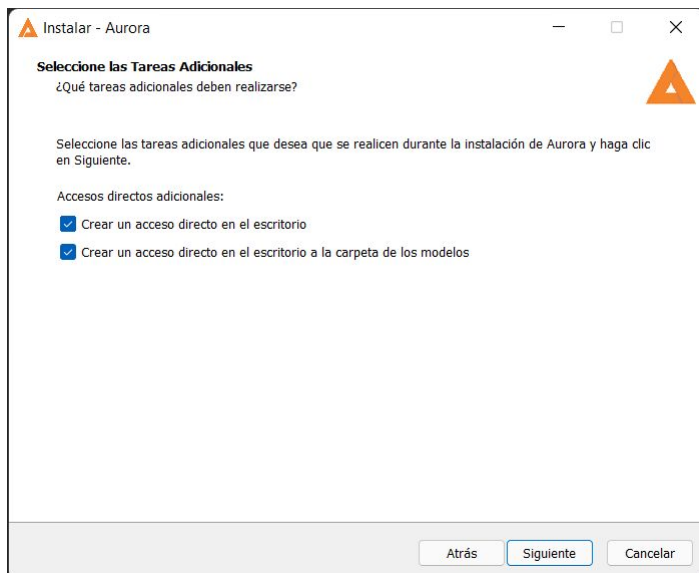 Instalar - Aurora
Seleccione las Tareas Adicionales
¿Qué tareas adicionales deben realizarse?
Seleccione las tareas adicionales que desea que se realicen durante la instalación de Aurora y haga clic
en Siguiente.
Accesos directos adicionales:
Crear un acceso directo en el escritorio
Crear un acceso directo en el escritorio a la carpeta de los modelos
Atrás Siguiente Cancelar